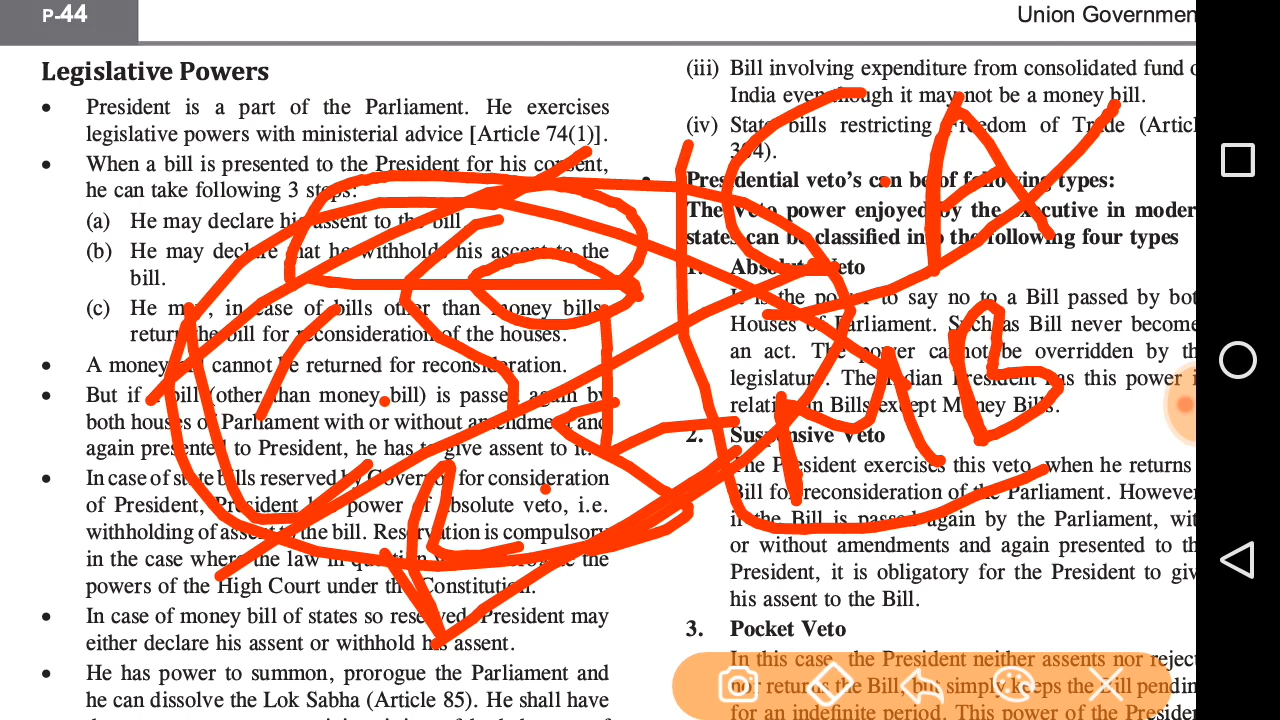 P-44
Union Governmen
Legislative Powers
• President is a part of the Parliament. He exercises
legislative powers with ministerial advice [Article 74(1)].
• When a bill is presented to the President for his consent,
he can take following 3 steps:
(a) He may declare his assent to the bill
(b) He may declare that he withholds his ascent to the
bill.
(c) He may, in case of bills other than money bills,
return the bill for reconsideration of the houses.
• A money bill cannot be returned for reconsideration.
• But if a bill (other than money bill) is passed again by
both houses of Parliament with or without amendment and
again presented to President, he has to give assent to it.
• In case of state bills reserved by Governor for consideration
of President, President has power of absolute veto, i.e.
withholding of assent to the bill. Reservation is compulsory
in the case where the law in question the
powers of the High Court under the Constitution.
• In case of money bill of states so reserved, President may
either declare his assent or withhold his assent.
• He has power to summon, prorogue the Parliament and
he can dissolve the Lok Sabha (Article 85). He shall have
(iii) Bill involving expenditure from consolidated fund o
India even though it may not be a money bill.
(iv) State bills restricting Freedom of Trade (Articl
304).
• Presidential veto's can be of following types:
The Veto power enjoyed by the executive in moder
states can be classified into the following four types
1. Absolute Veto
It is the power to say no to a Bill passed by bot
Houses of Parliament. Such as Bill never become
an act. The power cannot be overridden by th
legislature. The Indian President has this power i
relation in Bills except Money Bills.
2. Suspensive Veto
The President exercises this veto, when he returns
Bill for reconsideration of the Parliament. However
if the Bill is passed again by the Parliament, wit
or without amendments and again presented to th
President, it is obligatory for the President to giv
his assent to the Bill.
3. Pocket Veto
In this case, the President neither assents nor reject
nor returns the Bill, but simply keeps the Bill pendin
for an indefinite period. This power of the Presiden